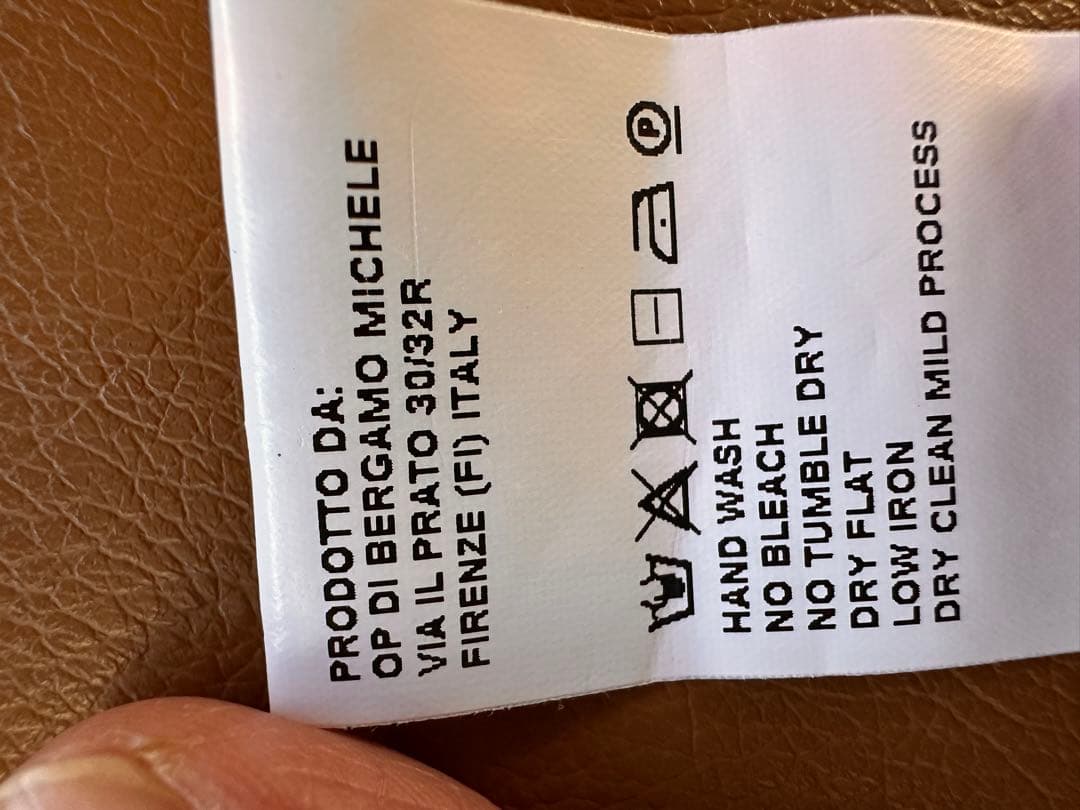 PRODOTTO DA:
OP DI BERGAMO MICHELE
VIA IL PRATO 30/32R
FIRENZE (FI) ITALY
P
HAND WASH
NO BLEACH
NO TUMBLE DRY
DRY FLAT
LOW IRON
DRY CLEAN MILD PROCESS